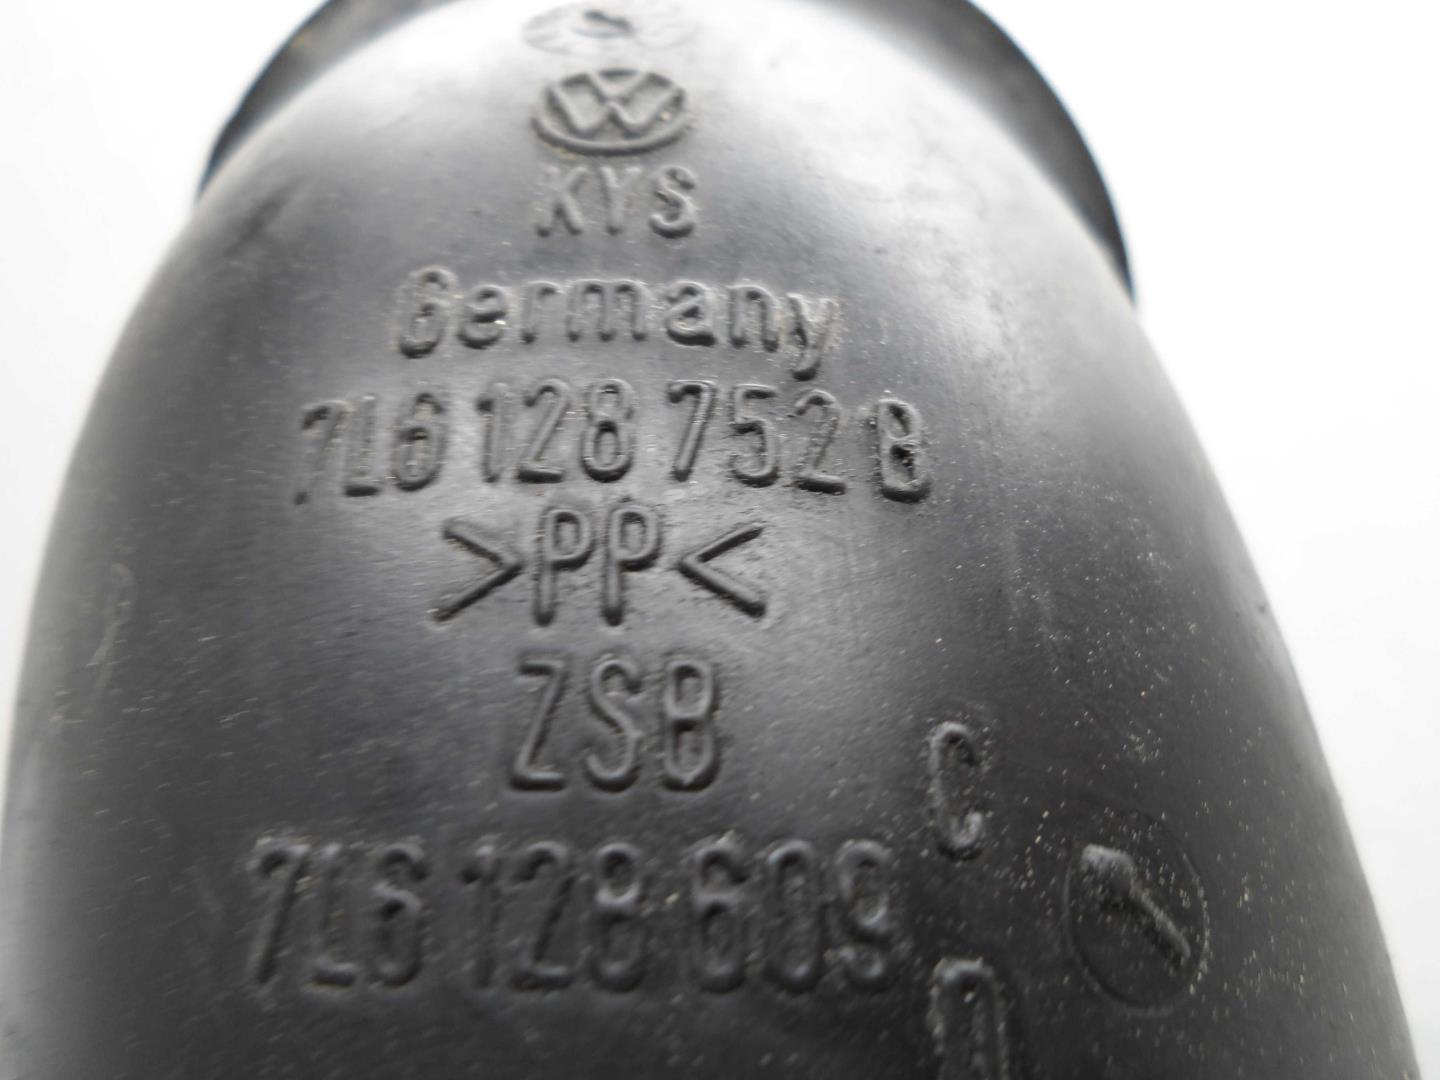 KYS
Germany
7L6 128 752 B
>PP<
ZSB
7L6 128 609
C